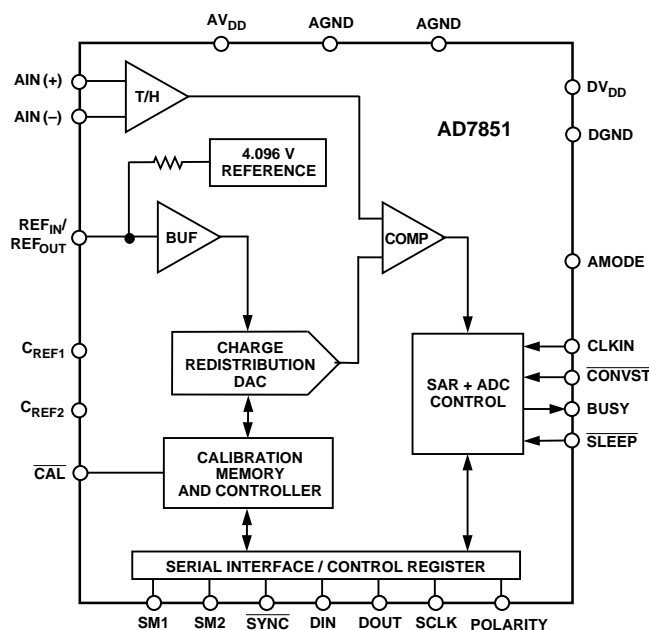 AVDD AGND AGND
AIN (+)
AIN (–)
T/H
DVDD
DGND
AD7851
4.096 V
REFERENCE
REFIN/
REFOUT
BUF
COMP
AMODE
CREF1
CHARGE
REDISTRIBUTION
DAC
SAR + ADC
CONTROL
CLKIN
CONVST
BUSY
SLEEP
CREF2
CAL
CALIBRATION
MEMORY
AND CONTROLLER
SERIAL INTERFACE / CONTROL REGISTER
SM1 SM2 SYNC DIN DOUT SCLK POLARITY